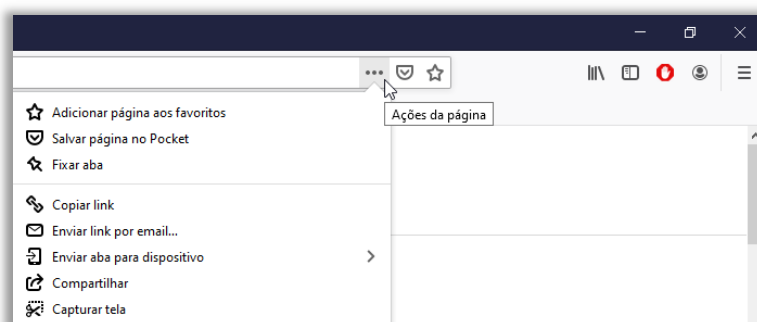 Ações da página
Adicionar página aos favoritos
Salvar página no Pocket
Fixar aba
Copiar link
Enviar link por email...
Enviar aba para dispositivo
Compartilhar
Capturar tela